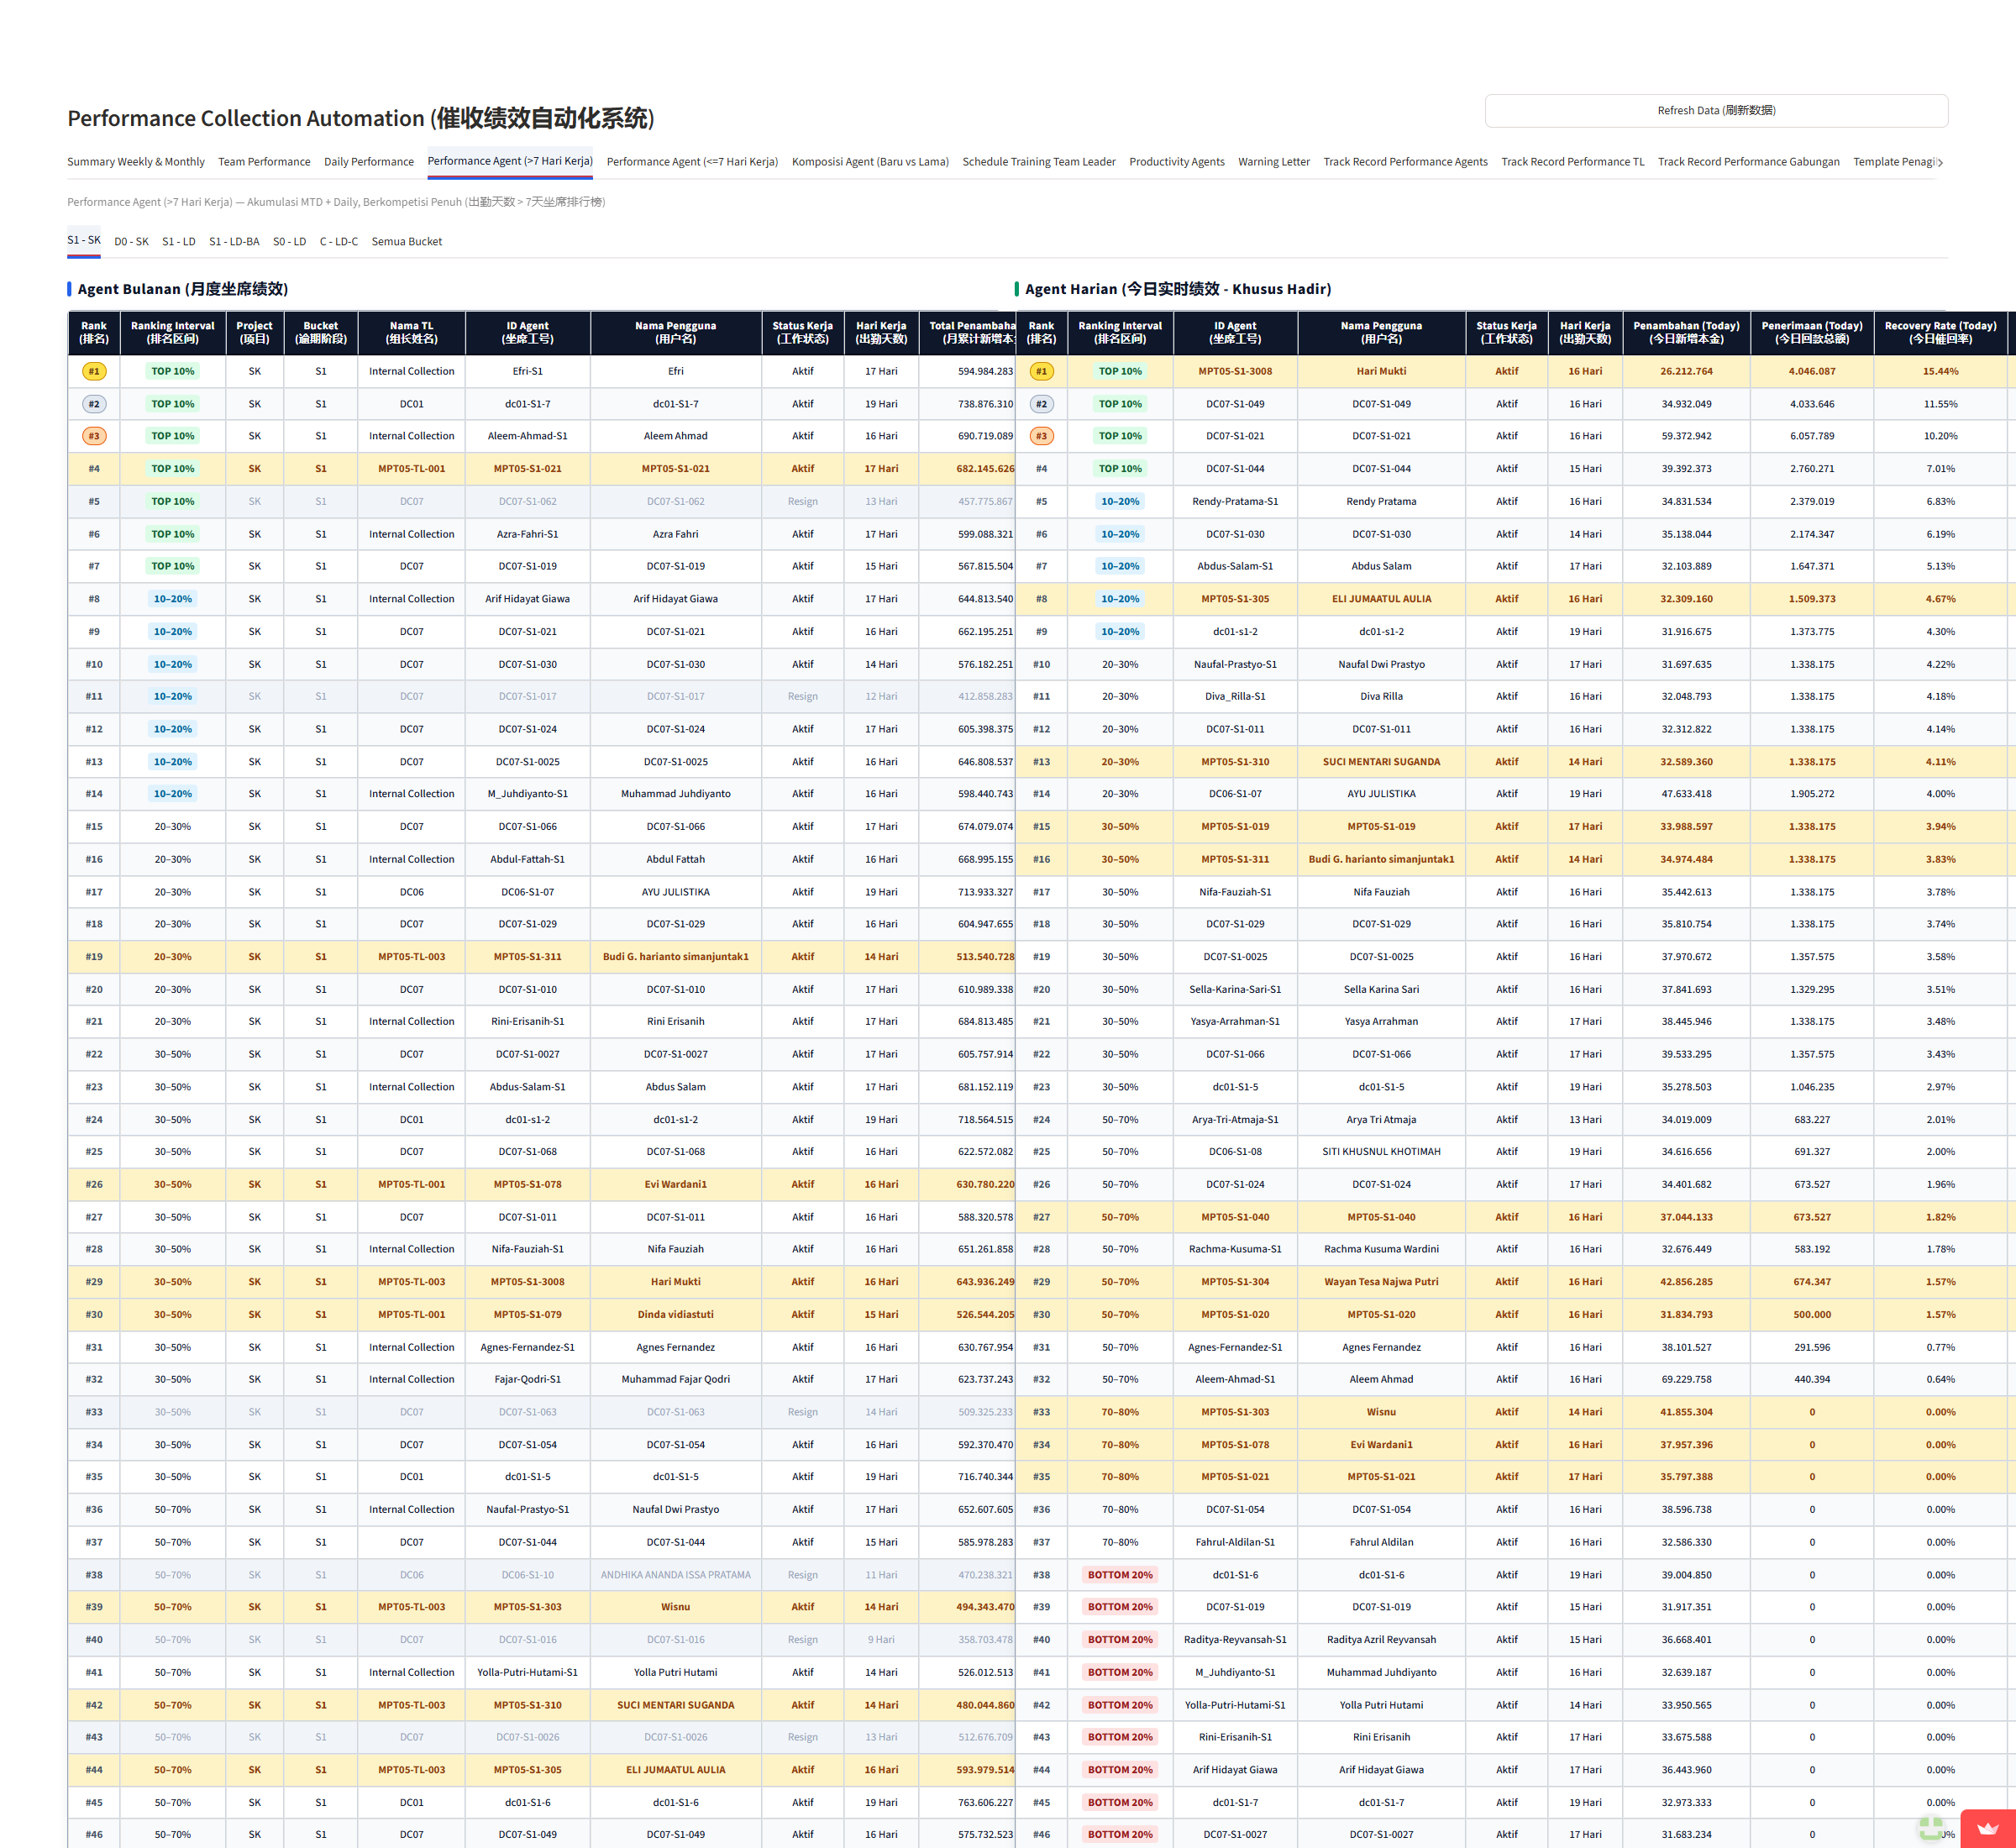 Performance Collection Automation (催收绩效自动化系统)
Refresh Data (刷新数据)
Summary Weekly & Monthly Team Performance Daily Performance Performance Agent (>7 Hari Kerja) Performance Agent (<=7 Hari Kerja) Komposisi Agent (Baru vs Lama) Schedule Training Team Leader Productivity Agents Warning Letter Track Record Performance Agents Track Record Performance TL Track Record Performance Gabungan Template Penagi
Performance Agent (>7 Hari Kerja) — Akumulasi MTD + Daily, Berkompetisi Penuh (出勤天数 > 7天坐席排行榜)
S1 - SK D0 - SK S1 - LD S1 - LD-BA S0 - LD C - LD-C Semua Bucket
Agent Bulanan (月度坐席绩效)
Rank Ranking Interval Project Bucket Nama TL ID Agent Nama Pengguna Status Kerja Hari Kerja Total Penambaha
(排名) (排名区间) (项目) (逾期阶段) (组长姓名) (坐席工号) (用户名) (工作状态) (出勤天数) (月累计新增本
#1 TOP 10% SK S1 Internal Collection Efri-S1 Efri Aktif 17 Hari 594.984.283
#2 TOP 10% SK S1 DC01 dc01-S1-7 dc01-S1-7 Aktif 19 Hari 738.876.310
#3 TOP 10% SK S1 Internal Collection Aleem-Ahmad-S1 Aleem Ahmad Aktif 16 Hari 690.719.089
#4 TOP 10% SK S1 MPT05-TL-001 MPT05-S1-021 MPT05-S1-021 Aktif 17 Hari 682.145.626
#5 TOP 10% SK S1 DC07 DC07-S1-062 DC07-S1-062 Resign 13 Hari 457.775.867
#6 TOP 10% SK S1 Internal Collection Azra-Fahri-S1 Azra Fahri Aktif 17 Hari 599.088.321
#7 TOP 10% SK S1 DC07 DC07-S1-019 DC07-S1-019 Aktif 15 Hari 567.815.504
#8 10–20% SK S1 Internal Collection Arif Hidayat Giawa Arif Hidayat Giawa Aktif 17 Hari 644.813.540
#9 10–20% SK S1 DC07 DC07-S1-021 DC07-S1-021 Aktif 16 Hari 662.195.251
#10 10–20% SK S1 DC07 DC07-S1-030 DC07-S1-030 Aktif 14 Hari 576.182.251
#11 10–20% SK S1 DC07 DC07-S1-017 DC07-S1-017 Resign 12 Hari 412.858.283
#12 10–20% SK S1 DC07 DC07-S1-024 DC07-S1-024 Aktif 17 Hari 605.398.375
#13 10–20% SK S1 DC07 DC07-S1-0025 DC07-S1-0025 Aktif 16 Hari 646.808.537
#14 10–20% SK S1 Internal Collection M_Juhdiyanto-S1 Muhammad Juhdiyanto Aktif 16 Hari 598.440.743
#15 20–30% SK S1 DC07 DC07-S1-066 DC07-S1-066 Aktif 17 Hari 674.079.074
#16 20–30% SK S1 Internal Collection Abdul-Fattah-S1 Abdul Fattah Aktif 16 Hari 668.995.155
#17 20–30% SK S1 DC06 DC06-S1-07 AYU JULISTIKA Aktif 19 Hari 713.933.327
#18 20–30% SK S1 DC07 DC07-S1-029 DC07-S1-029 Aktif 16 Hari 604.947.655
#19 20–30% SK S1 MPT05-TL-003 MPT05-S1-311 Budi G. harianto simanjuntak1 Aktif 14 Hari 513.540.728
#20 20–30% SK S1 DC07 DC07-S1-010 DC07-S1-010 Aktif 17 Hari 610.989.338
#21 20–30% SK S1 Internal Collection Rini-Erisanih-S1 Rini Erisanih Aktif 17 Hari 684.813.485
#22 30–50% SK S1 DC07 DC07-S1-0027 DC07-S1-0027 Aktif 17 Hari 605.757.914
#23 30–50% SK S1 Internal Collection Abdus-Salam-S1 Abdus Salam Aktif 17 Hari 681.152.119
#24 30–50% SK S1 DC01 dc01-s1-2 dc01-s1-2 Aktif 19 Hari 718.564.515
#25 30–50% SK S1 DC07 DC07-S1-068 DC07-S1-068 Aktif 17 Hari 622.572.082
#26 30–50% SK S1 MPT05-TL-001 MPT05-S1-078 Evi Wardani1 Aktif 16 Hari 630.780.220
#27 30–50% SK S1 DC07 DC07-S1-011 DC07-S1-011 Aktif 16 Hari 588.320.578
#28 30–50% SK S1 Internal Collection Nifa-Fauziah-S1 Nifa Fauziah Aktif 16 Hari 651.261.858
#29 30–50% SK S1 MPT05-TL-003 MPT05-S1-3008 Hari Mukti Aktif 16 Hari 643.936.249
#30 30–50% SK S1 MPT05-TL-001 MPT05-S1-079 Dinda vidiastuti Aktif 15 Hari 526.544.205
#31 30–50% SK S1 Internal Collection Agnes-Fernandez-S1 Agnes Fernandez Aktif 16 Hari 630.767.954
#32 30–50% SK S1 Internal Collection Fajar-Qodri-S1 Muhammad Fajar Qodri Aktif 17 Hari 623.737.243
#33 30–50% SK S1 DC07 DC07-S1-063 DC07-S1-063 Resign 14 Hari 509.325.233
#34 30–50% SK S1 DC07 DC07-S1-054 DC07-S1-054 Aktif 16 Hari 592.370.470
#35 30–50% SK S1 DC01 dc01-S1-5 dc01-S1-5 Aktif 19 Hari 716.740.344
#36 50–70% SK S1 Internal Collection Naufal-Prastyo-S1 Naufal Dwi Prastyo Aktif 17 Hari 652.607.605
#37 50–70% SK S1 DC07 DC07-S1-044 DC07-S1-044 Aktif 15 Hari 585.978.283
#38 50–70% SK S1 DC06 DC06-S1-10 ANDHIKA ANANDA ISSA PRATAMA Resign 11 Hari 470.238.321
#39 50–70% SK S1 MPT05-TL-003 MPT05-S1-303 Wisnu Aktif 14 Hari 494.343.470
#40 50–70% SK S1 DC07 DC07-S1-016 DC07-S1-016 Resign 9 Hari 358.703.478
#41 50–70% SK S1 Internal Collection Yolla-Putri-Hutami-S1 Yolla Putri Hutami Aktif 14 Hari 526.012.513
#42 50–70% SK S1 MPT05-TL-003 MPT05-S1-310 SUCI MENTARI SUGANDA Aktif 14 Hari 480.044.860
#43 50–70% SK S1 DC07 DC07-S1-0026 DC07-S1-0026 Resign 13 Hari 512.676.709
#44 50–70% SK S1 MPT05-TL-003 MPT05-S1-305 ELI JUMAATUL AULIA Aktif 16 Hari 593.979.514
#45 50–70% SK S1 DC01 dc01-S1-6 dc01-S1-6 Aktif 19 Hari 763.606.227
#46 50–70% SK S1 DC07 DC07-S1-049 DC07-S1-049 Aktif 16 Hari 575.732.523
Agent Harian (今日实时绩效 - Khusus Hadir)
Rank Ranking Interval ID Agent Nama Pengguna Status Kerja Hari Kerja Penambahan (Today) Penerimaan (Today) Recovery Rate (Today)
(排名) (排名区间) (坐席工号) (用户名) (工作状态) (出勤天数) (今日新增本金) (今日回款总额) (今日催回率)
#1 TOP 10% MPT05-S1-3008 Hari Mukti Aktif 16 Hari 26.212.764 4.046.087 15.44%
#2 TOP 10% DC07-S1-049 DC07-S1-049 Aktif 16 Hari 34.932.049 4.033.646 11.55%
#3 TOP 10% DC07-S1-021 DC07-S1-021 Aktif 16 Hari 59.372.942 6.057.789 10.20%
#4 TOP 10% DC07-S1-044 DC07-S1-044 Aktif 15 Hari 39.392.373 2.760.271 7.01%
#5 10–20% Rendy-Pratama-S1 Rendy Pratama Aktif 16 Hari 34.831.534 2.379.019 6.83%
#6 10–20% DC07-S1-030 DC07-S1-030 Aktif 14 Hari 35.138.044 2.174.347 6.19%
#7 10–20% Abdus-Salam-S1 Abdus Salam Aktif 17 Hari 32.103.889 1.647.371 5.13%
#8 10–20% MPT05-S1-305 ELI JUMAATUL AULIA Aktif 16 Hari 32.309.160 1.509.373 4.67%
#9 10–20% dc01-s1-2 dc01-s1-2 Aktif 19 Hari 31.916.675 1.373.775 4.30%
#10 20–30% Naufal-Prastyo-S1 Naufal Dwi Prastyo Aktif 17 Hari 31.697.635 1.338.175 4.22%
#11 20–30% Diva_Rilla-S1 Diva Rilla Aktif 16 Hari 32.048.793 1.338.175 4.18%
#12 20–30% DC07-S1-011 DC07-S1-011 Aktif 16 Hari 32.312.822 1.338.175 4.14%
#13 20–30% MPT05-S1-310 SUCI MENTARI SUGANDA Aktif 14 Hari 32.589.360 1.338.175 4.11%
#14 20–30% DC06-S1-07 AYU JULISTIKA Aktif 19 Hari 47.633.418 1.905.272 4.00%
#15 30–50% MPT05-S1-019 MPT05-S1-019 Aktif 17 Hari 33.988.597 1.338.175 3.94%
#16 30–50% MPT05-S1-311 Budi G. harianto simanjuntak1 Aktif 14 Hari 34.974.484 1.338.175 3.83%
#17 30–50% Nifa-Fauziah-S1 Nifa Fauziah Aktif 16 Hari 35.442.613 1.338.175 3.78%
#18 30–50% DC07-S1-029 DC07-S1-029 Aktif 16 Hari 35.810.754 1.338.175 3.74%
#19 30–50% DC07-S1-0025 DC07-S1-0025 Aktif 16 Hari 37.970.672 1.357.575 3.58%
#20 30–50% Sella-Karina-Sari-S1 Sella Karina Sari Aktif 16 Hari 37.841.693 1.329.295 3.51%
#21 30–50% Yasya-Arrahman-S1 Yasya Arrahman Aktif 17 Hari 38.445.946 1.338.175 3.48%
#22 30–50% DC07-S1-066 DC07-S1-066 Aktif 17 Hari 39.533.295 1.357.575 3.43%
#23 30–50% dc01-S1-5 dc01-S1-5 Aktif 19 Hari 35.278.503 1.046.235 2.97%
#24 50–70% Arya-Tri-Atmaja-S1 Arya Tri Atmaja Aktif 13 Hari 34.019.009 683.227 2.01%
#25 50–70% DC06-S1-08 SITI KHUSNUL KHOTIMAH Aktif 19 Hari 34.616.656 691.327 2.00%
#26 50–70% DC07-S1-024 DC07-S1-024 Aktif 17 Hari 34.401.682 673.527 1.96%
#27 50–70% MPT05-S1-040 MPT05-S1-040 Aktif 16 Hari 37.044.133 673.527 1.82%
#28 50–70% Rachma-Kusuma-S1 Rachma Kusuma Wardini Aktif 16 Hari 32.676.449 583.192 1.78%
#29 50–70% MPT05-S1-304 Wayan Tesa Najwa Putri Aktif 16 Hari 42.856.285 674.347 1.57%
#30 50–70% MPT05-S1-020 MPT05-S1-020 Aktif 16 Hari 31.834.793 500.000 1.57%
#31 50–70% Agnes-Fernandez-S1 Agnes Fernandez Aktif 16 Hari 38.101.527 291.596 0.77%
#32 50–70% Aleem-Ahmad-S1 Aleem Ahmad Aktif 16 Hari 69.229.758 440.394 0.64%
#33 70–80% MPT05-S1-303 Wisnu Aktif 14 Hari 41.855.304 0 0.00%
#34 70–80% MPT05-S1-078 Evi Wardani1 Aktif 16 Hari 37.957.396 0 0.00%
#35 70–80% MPT05-S1-021 MPT05-S1-021 Aktif 17 Hari 35.797.388 0 0.00%
#36 70–80% DC07-S1-054 DC07-S1-054 Aktif 16 Hari 38.596.738 0 0.00%
#37 70–80% Fahrul-Aldilan-S1 Fahrul Aldilan Aktif 16 Hari 32.586.330 0 0.00%
#38 BOTTOM 20% dc01-S1-6 dc01-S1-6 Aktif 19 Hari 39.004.850 0 0.00%
#39 BOTTOM 20% DC07-S1-019 DC07-S1-019 Aktif 15 Hari 31.917.351 0 0.00%
#40 BOTTOM 20% Raditya-Reyvansah-S1 Raditya Azril Reyvansah Aktif 15 Hari 36.668.401 0 0.00%
#41 BOTTOM 20% M_Juhdiyanto-S1 Muhammad Juhdiyanto Aktif 16 Hari 32.639.187 0 0.00%
#42 BOTTOM 20% Yolla-Putri-Hutami-S1 Yolla Putri Hutami Aktif 14 Hari 33.950.565 0 0.00%
#43 BOTTOM 20% Rini-Erisanih-S1 Rini Erisanih Aktif 17 Hari 33.675.588 0 0.00%
#44 BOTTOM 20% Arif Hidayat Giawa Arif Hidayat Giawa Aktif 17 Hari 36.443.960 0 0.00%
#45 BOTTOM 20% dc01-S1-7 dc01-S1-7 Aktif 19 Hari 32.973.333 0 0.00%
#46 BOTTOM 20% DC07-S1-0027 DC07-S1-0027 Aktif 17 Hari 31.683.234 0